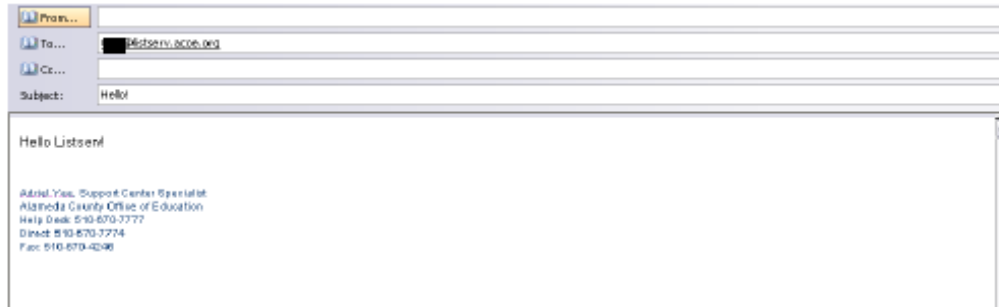 From...
To... @listserv.acoe.org
Cc...
Subject: Hello!
Hello Listserv!
Support Center Specialist
Alameda County Office of Education
Help Desk: 510-670-7777
Direct: 510-670-7774
Fax: 510-670-4246